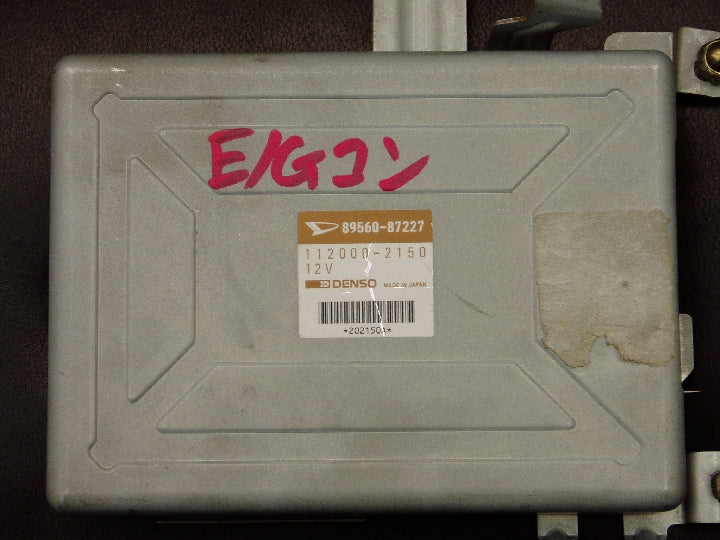 E/Gコン
89560-87227
112000-2150
12V
DENSO MADE IN JAPAN
*202150A*